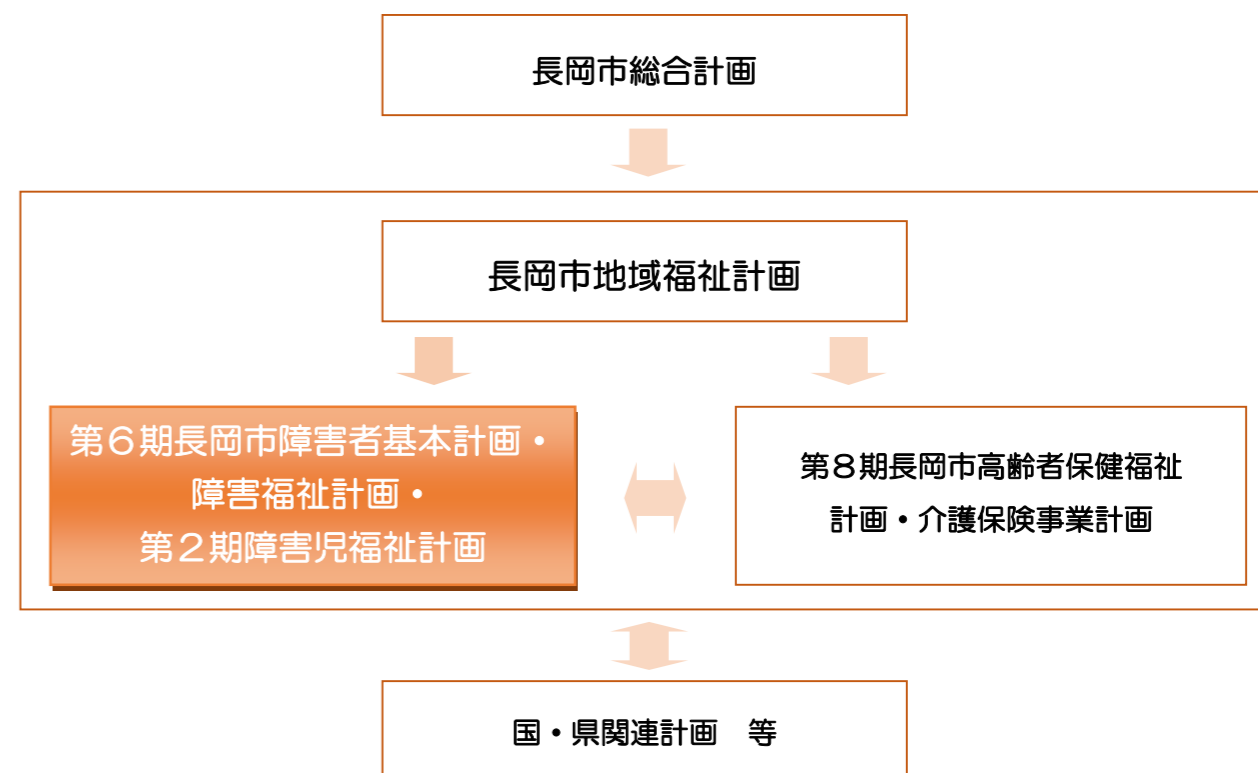 長岡市総合計画
長岡市地域福祉計画
第６期長岡市障害者基本計画・
障害福祉計画・
第２期障害児福祉計画
第８期長岡市高齢者保健福祉
計画・介護保険事業計画
国・県関連計画　等